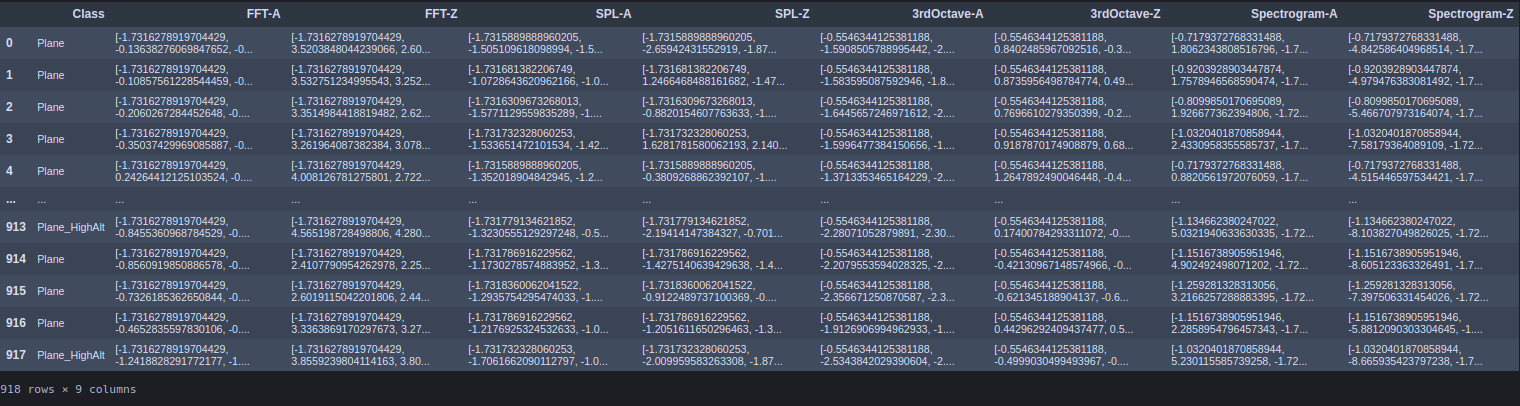 Class FFT-A FFT-Z SPL-A SPL-Z 3rdOctave-A 3rdOctave-Z Spectrogram-A Spectrogram-Z
0 Plane [-1.7316278919704429, -0.13638276069847652, -0... [-1.7316278919704429, 3.5203848044239066, 2.60... [-1.7315889888960205, -1.505109618098994, -1.5... [-1.7315889888960205, -2.65942431552919, -1.87... [-0.5546344125381188, -1.5908505788995442, -2.... [-0.5546344125381188, 0.8402485967092516, -0.3... [-0.7179372768331488, 1.8062343808516796, -1.7... [-0.7179372768331488, -4.842586404968514, -1.7...
1 Plane [-1.7316278919704429, -0.10857561228544459, -0.... [-1.7316278919704429, 3.532751234995543, 3.252... [-1.731681382206749, -1.0728643620962166, -1.0... [-1.731681382206749, 1.2466468488161682, -1.47... [-0.5546344125381188, -1.583595087592946, -1.8... [-0.5546344125381188, 0.8735956498784774, 0.49... [-0.9203928903447874, 1.7578946568590474, -1.7... [-0.9203928903447874, -4.979476383081492, -1.7...
2 Plane [-1.7316278919704429, -0.2060267284452648, -0.... [-1.7316278919704429, 3.3514984418819482, 2.62... [-1.7316309673268013, -1.5771129559835289, -1.... [-1.7316309673268013, -0.8820154607763633, -1.... [-0.5546344125381188, -1.6445657246971612, -2.... [-0.5546344125381188, 0.7696610279350399, -0.2... [-0.8099850170695089, 1.926677362394806, -1.72... [-0.8099850170695089, -5.466707973164074, -1.7...
3 Plane [-1.7316278919704429, -0.35037429969085887, -0... [-1.7316278919704429, 3.261964087382384, 3.078... [-1.731732328060253, -1.533651472101534, -1.42... [-1.731732328060253, 1.6281781580062193, 2.140... [-0.5546344125381188, -1.5996477384150656, -1.... [-0.5546344125381188, 0.9187870174908879, 0.68... [-1.0320401870858944, 2.4330958355585737, -1.7... [-1.0320401870858944, -7.58179364089109, -1.72...
4 Plane [-1.7316278919704429, 0.24264412125103524, -0.... [-1.7316278919704429, 4.008126781275801, 2.722... [-1.7315889888960205, -1.352018904842945, -1.2... [-1.7315889888960205, -0.3809268862392107, -1.... [-0.5546344125381188, -1.3713353465164229, -2.... [-0.5546344125381188, 1.2647892490046448, -0.4... [-0.7179372768331488, 0.8820561972076059, -1.7... [-0.7179372768331488, -4.515446597534421, -1.7...
... ... ... ... ... ... ... ... ... ...
913 Plane_HighAlt [-1.7316278919704429, -0.8455360968784529, -0.... [-1.7316278919704429, 4.565198728498806, 4.280... [-1.731779134621852, -1.3230555129297248, -0.5... [-1.731779134621852, -2.19414147384327, -0.701... [-0.5546344125381188, -2.28071052879891, -2.30... [-0.5546344125381188, 0.17400784293311072, -0.... [-1.134662380247022, 5.0321940633630335, -1.72... [-1.134662380247022, -8.103827049826025, -1.72...
914 Plane [-1.7316278919704429, -0.8560919850886578, -0.... [-1.7316278919704429, 2.4107790954262978, 2.25... [-1.731786916229562, -1.1730278574883952, -1.3... [-1.731786916229562, -1.4275140639429638, -1.4... [-0.5546344125381188, -2.2079553594028325, -2.... [-0.5546344125381188, -0.42130967148574966, -0... [-1.1516738905951946, 4.902492498071202, -1.72... [-1.1516738905951946, -8.605123363326491, -1.7...
915 Plane [-1.7316278919704429, -0.7326185362650844, -0.... [-1.7316278919704429, 2.6019115042201806, 2.44... [-1.7318360062041522, -1.2935754295474033, -1.... [-1.7318360062041522, -0.9122489737100369, -0.... [-0.5546344125381188, -2.356671250870587, -2.3... [-0.5546344125381188, -0.621345188904137, -0.6... [-1.259281328313056, 3.2166257288883395, -1.7... [-1.259281328313056, -7.397506331454026, -1.72...
916 Plane [-1.7316278919704429, -0.4652835597830106, -0.... [-1.7316278919704429, 3.3363869170297673, 3.27... [-1.731786916229562, -1.2176925324532633, -1.0... [-1.731786916229562, -1.2051611650296463, -1.3... [-0.5546344125381188, -1.9126906994962933, -1.... [-0.5546344125381188, 0.44296292409437477, 0.5... [-1.1516738905951946, 2.2858954796457343, -1.7... [-1.1516738905951946, -5.8812090303304645, -1....
917 Plane_HighAlt [-1.7316278919704429, -1.2418828291772177, -1.... [-1.7316278919704429, 3.8559239804114163, 3.80... [-1.731732328060253, -1.7061662090112797, -1.0... [-1.731732328060253, -2.009959583263308, -1.87... [-0.5546344125381188, -2.5343842029390604, -2.... [-0.5546344125381188, -0.4999030499493967, -0.... [-1.0320401870858944, 5.230115585739258, -1.72... [-1.0320401870858944, -8.665935423797238, -1.7...
918 rows × 9 columns